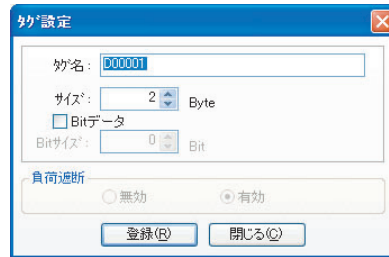 ﾀｸﾞ設定
ﾀｸﾞ名： D00001
ｻｲｽﾞ： 2 Byte
Bitデータ
Bitｻｲｽﾞ： 0 Bit
負荷遮断
無効 有効
登録(R) 閉じる(C)